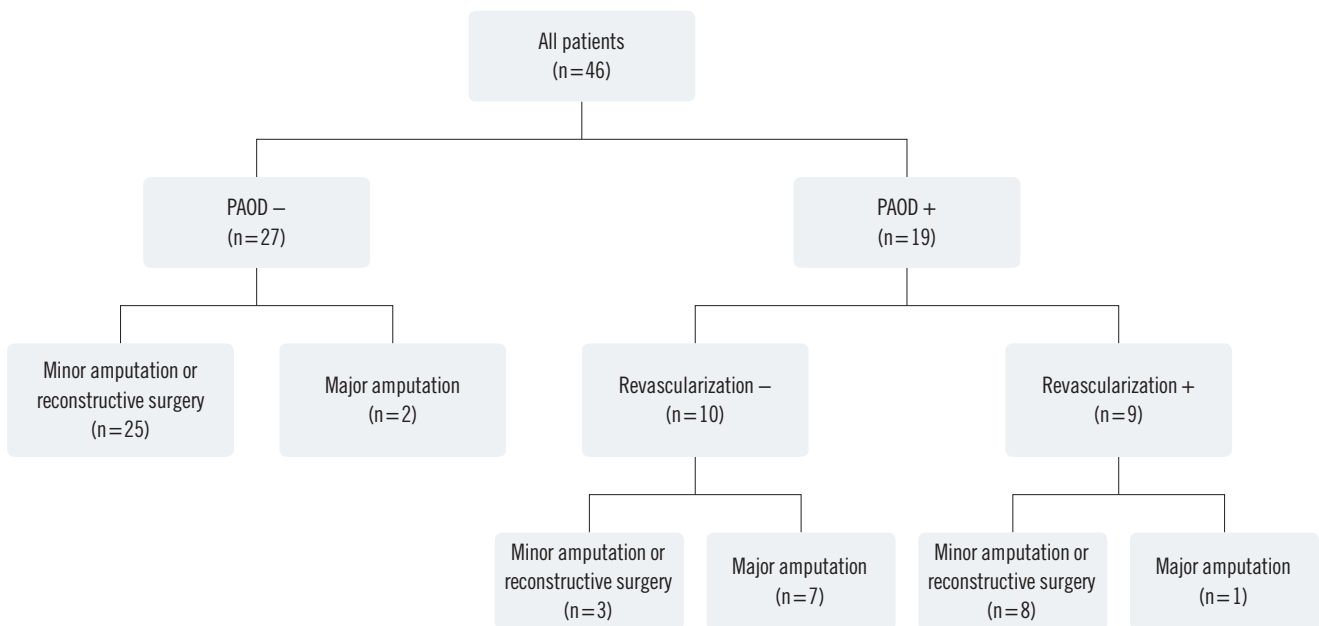 All patients
(n=46)
PAOD –
(n=27)
PAOD +
(n=19)
Minor amputation or
reconstructive surgery
(n=25)
Major amputation
(n=2)
Revascularization –
(n=10)
Revascularization +
(n=9)
Minor amputation or
reconstructive surgery
(n=3)
Major amputation
(n=7)
Minor amputation or
reconstructive surgery
(n=8)
Major amputation
(n=1)